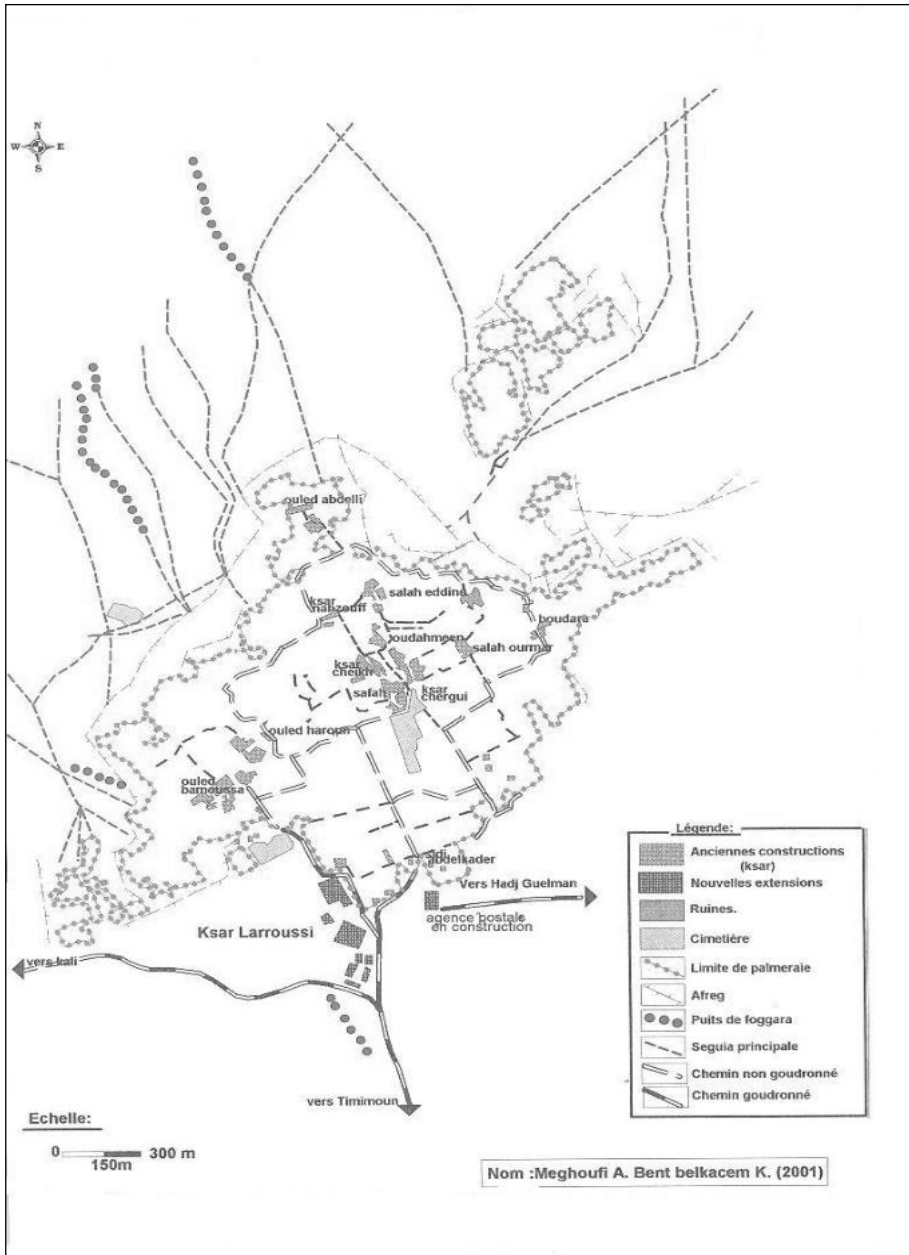 N
W E
S
ouled abdelli
salah eddine
ksar
nahzouff
boudara
oudahmeen
salah ourmar
ksar
cheikh
safah
ksar
chergui
ouled haroun
ouled
bamoussa
abdelkader
Vers Hadj Guelman
agence postale
en construction
Ksar Larroussi
vers kali
vers Timimoun
Légende:
Anciennes constructions
(ksar)
Nouvelles extensions
Ruines.
Cimetière
Limite de palmeraie
Afreg
Puits de foggara
Seguia principale
Chemin non goudronné
Chemin goudronné
Echelle:
0 300 m
150m
Nom :Meghoufi A. Bent belkacem K. (2001)